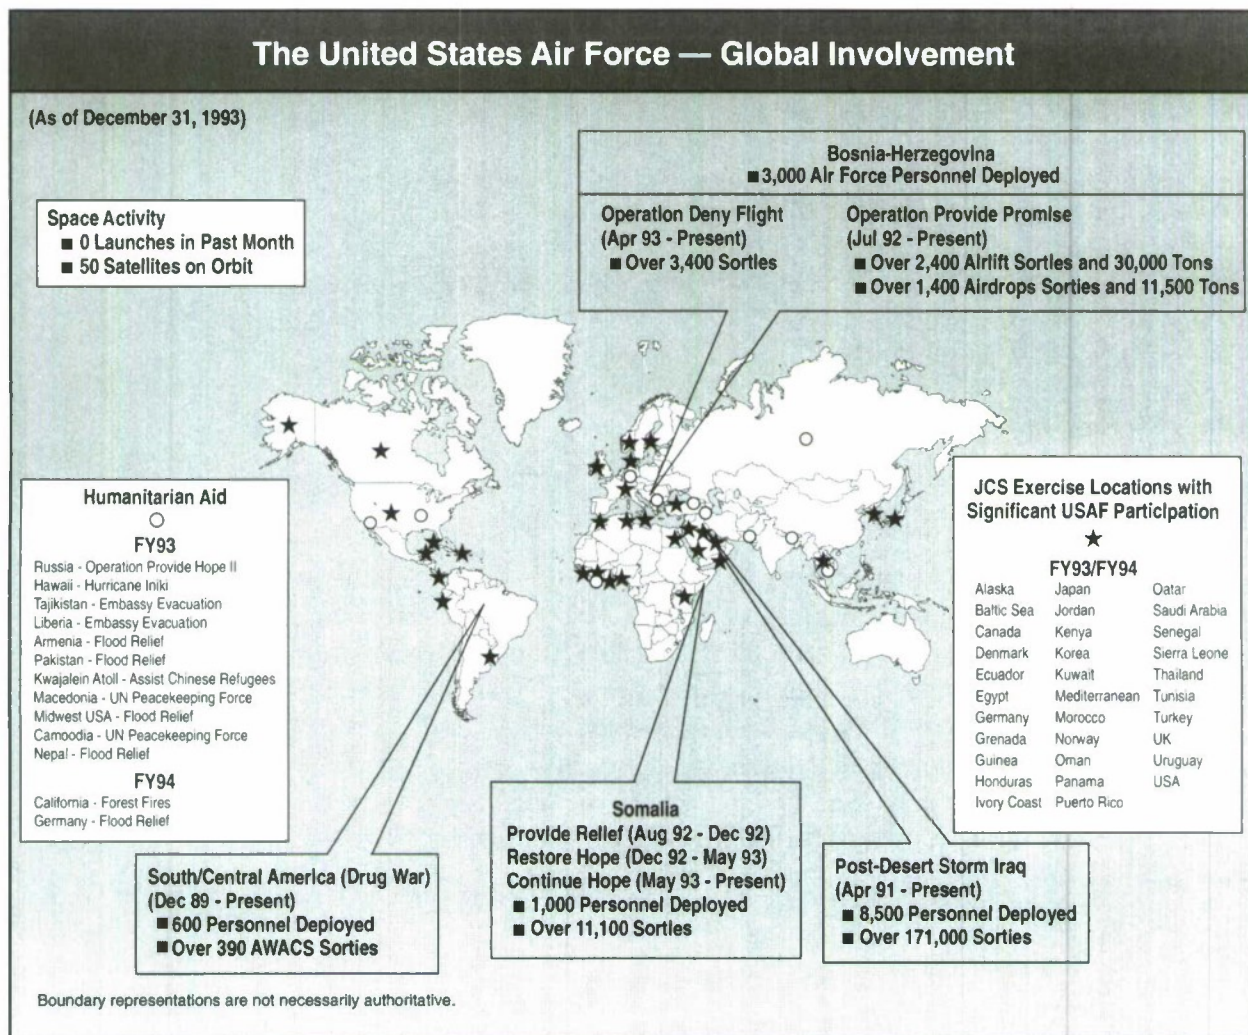 The United States Air Force — Global Involvement
(As of December 31, 1993)
Space Activity
■ 0 Launches in Past Month
■ 50 Satellites on Orbit
Bosnia-Herzegovina
■ 3,000 Air Force Personnel Deployed
Operation Deny Flight
(Apr 93 - Present)
■ Over 3,400 Sorties
Operation Provide Promise
(Jul 92 - Present)
■ Over 2,400 Airlift Sorties and 30,000 Tons
■ Over 1,400 Airdrops Sorties and 11,500 Tons
Humanitarian Aid
FY93
Russia - Operation Provide Hope II
Hawaii - Hurricane Iniki
Tajikistan - Embassy Evacuation
Liberia - Embassy Evacuation
Armenia - Flood Relief
Pakistan - Flood Relief
Kwajalein Atoll - Assist Chinese Refugees
Macedonia - UN Peacekeeping Force
Midwest USA - Flood Relief
Camoodia - UN Peacekeeping Force
Nepal - Flood Relief
FY94
California - Forest Fires
Germany - Flood Relief
JCS Exercise Locations with
Significant USAF Participation
★
FY93/FY94
Alaska Japan Qatar
Baltic Sea Jordan Saudi Arabia
Canada Kenya Senegal
Denmark Korea Sierra Leone
Ecuador Kuwait Thailand
Egypt Mediterranean Tunisia
Germany Morocco Turkey
Grenada Norway UK
Guinea Oman Uruguay
Honduras Panama USA
Ivory Coast Puerto Rico
South/Central America (Drug War)
(Dec 89 - Present)
■ 600 Personnel Deployed
■ Over 390 AWACS Sorties
Somalia
Provide Relief (Aug 92 - Dec 92)
Restore Hope (Dec 92 - May 93)
Continue Hope (May 93 - Present)
■ 1,000 Personnel Deployed
■ Over 11,100 Sorties
Post-Desert Storm Iraq
(Apr 91 - Present)
■ 8,500 Personnel Deployed
■ Over 171,000 Sorties
Boundary representations are not necessarily authoritative.